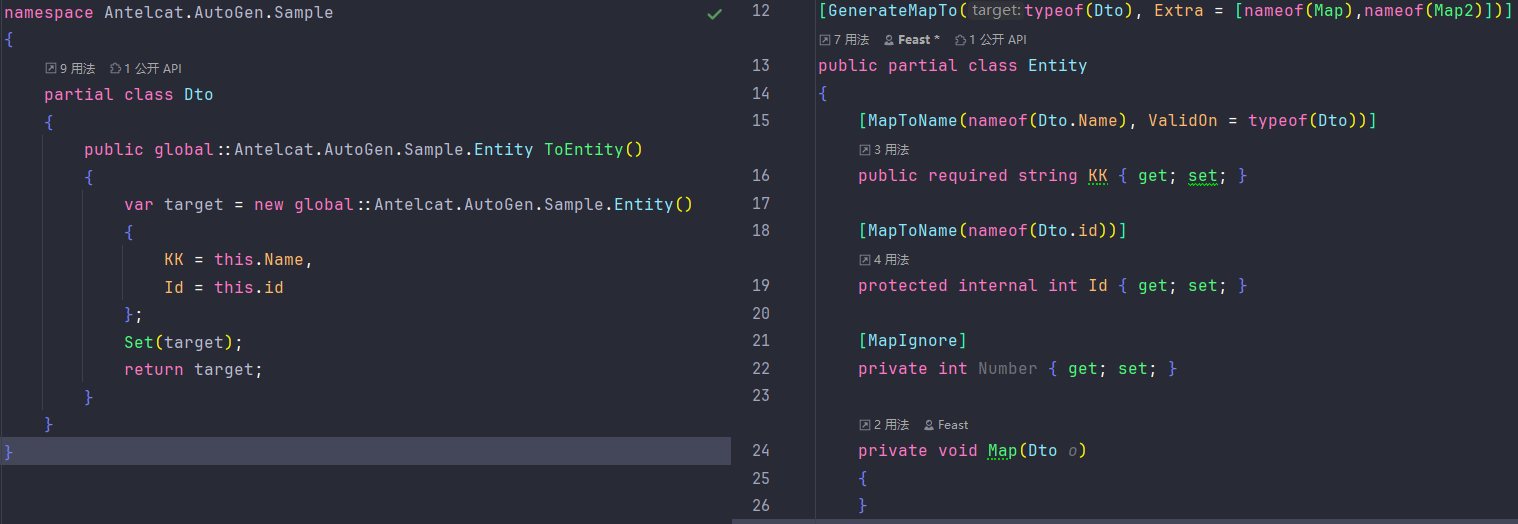 namespace Antelcat.AutoGen.Sample
{
9 用法 1 公开 API
partial class Dto
{
public global::Antelcat.AutoGen.Sample.Entity ToEntity()
{
var target = new global::Antelcat.AutoGen.Sample.Entity()
{
KK = this.Name,
Id = this.id
};
Set(target);
return target;
}
}
}
12 [GenerateMapTo(target:typeof(Dto), Extra = [nameof(Map),nameof(Map2)])]
7 用法 Feast * 1 公开 API
13 public partial class Entity
14 {
15 [MapToName(nameof(Dto.Name), ValidOn = typeof(Dto))]
3 用法
16 public required string KK { get; set; }
17
18 [MapToName(nameof(Dto.id))]
4 用法
19 protected internal int Id { get; set; }
20
21 [MapIgnore]
22 private int Number { get; set; }
23
2 用法 Feast
24 private void Map(Dto o)
25 {
26 }